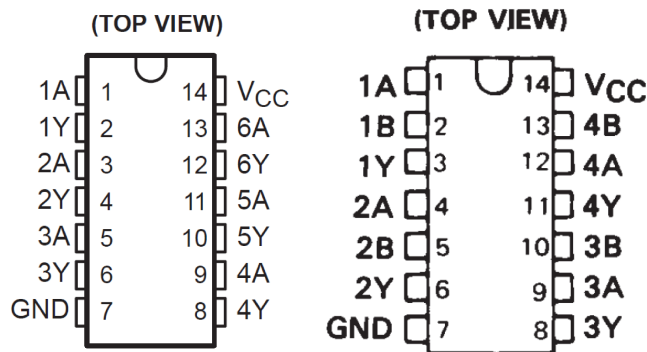 (TOP VIEW)
1A 1 14 VCC
1Y 2 13 6A
2A 3 12 6Y
2Y 4 11 5A
3A 5 10 5Y
3Y 6 9 4A
GND 7 8 4Y
(TOP VIEW)
1A 1 14 VCC
1B 2 13 4B
1Y 3 12 4A
2A 4 11 4Y
2B 5 10 3B
2Y 6 9 3A
GND 7 8 3Y